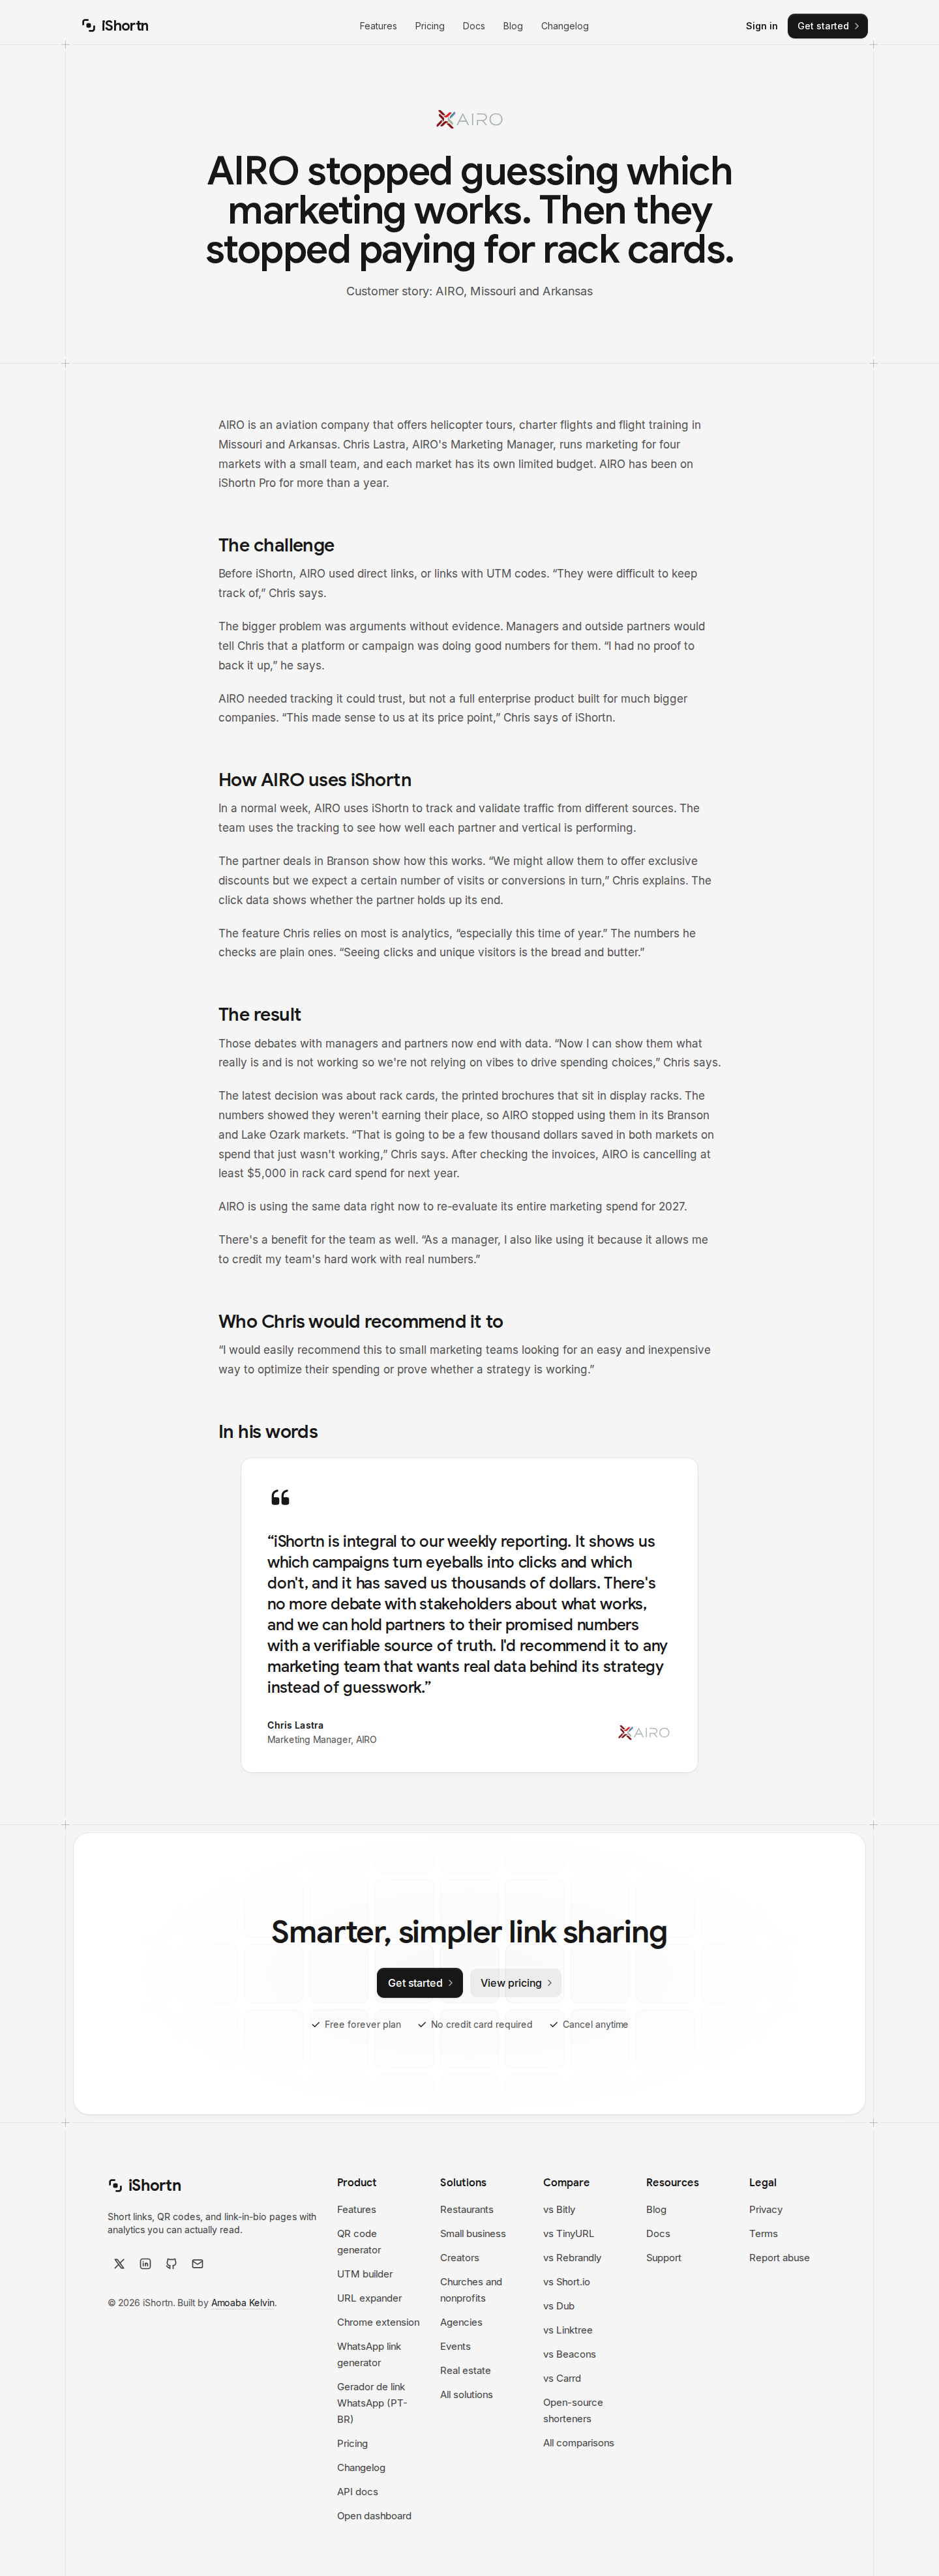 iShortn
Features Pricing Docs Blog Changelog
Sign in Get started
AIRO
AIRO stopped guessing which
marketing works. Then they
stopped paying for rack cards.
Customer story: AIRO, Missouri and Arkansas
AIRO is an aviation company that offers helicopter tours, charter flights and flight training in
Missouri and Arkansas. Chris Lastra, AIRO's Marketing Manager, runs marketing for four
markets with a small team, and each market has its own limited budget. AIRO has been on
iShortn Pro for more than a year.
The challenge
Before iShortn, AIRO used direct links, or links with UTM codes. “They were difficult to keep
track of,” Chris says.
The bigger problem was arguments without evidence. Managers and outside partners would
tell Chris that a platform or campaign was doing good numbers for them. “I had no proof to
back it up,” he says.
AIRO needed tracking it could trust, but not a full enterprise product built for much bigger
companies. “This made sense to us at its price point,” Chris says of iShortn.
How AIRO uses iShortn
In a normal week, AIRO uses iShortn to track and validate traffic from different sources. The
team uses the tracking to see how well each partner and vertical is performing.
The partner deals in Branson show how this works. “We might allow them to offer exclusive
discounts but we expect a certain number of visits or conversions in turn,” Chris explains. The
click data shows whether the partner holds up its end.
The feature Chris relies on most is analytics, “especially this time of year.” The numbers he
checks are plain ones. “Seeing clicks and unique visitors is the bread and butter.”
The result
Those debates with managers and partners now end with data. “Now I can show them what
really is and is not working so we're not relying on vibes to drive spending choices,” Chris says.
The latest decision was about rack cards, the printed brochures that sit in display racks. The
numbers showed they weren't earning their place, so AIRO stopped using them in its Branson
and Lake Ozark markets. “That is going to be a few thousand dollars saved in both markets on
spend that just wasn't working,” Chris says. After checking the invoices, AIRO is cancelling at
least $5,000 in rack card spend for next year.
AIRO is using the same data right now to re-evaluate its entire marketing spend for 2027.
There's a benefit for the team as well. “As a manager, I also like using it because it allows me
to credit my team's hard work with real numbers.”
Who Chris would recommend it to
“I would easily recommend this to small marketing teams looking for an easy and inexpensive
way to optimize their spending or prove whether a strategy is working.”
In his words
“iShortn is integral to our weekly reporting. It shows us
which campaigns turn eyeballs into clicks and which
don't, and it has saved us thousands of dollars. There's
no more debate with stakeholders about what works,
and we can hold partners to their promised numbers
with a verifiable source of truth. I'd recommend it to any
marketing team that wants real data behind its strategy
instead of guesswork.”
Chris Lastra
Marketing Manager, AIRO
AIRO
Smarter, simpler link sharing
Get started View pricing
Free forever plan No credit card required Cancel anytime
iShortn
Short links, QR codes, and link-in-bio pages with
analytics you can actually read.
© 2026 iShortn. Built by Amoaba Kelvin.
Product
Features
QR code
generator
UTM builder
URL expander
Chrome extension
WhatsApp link
generator
Gerador de link
WhatsApp (PT-
BR)
Pricing
Changelog
API docs
Open dashboard
Solutions
Restaurants
Small business
Creators
Churches and
nonprofits
Agencies
Events
Real estate
All solutions
Compare
vs Bitly
vs TinyURL
vs Rebrandly
vs Short.io
vs Dub
vs Linktree
vs Beacons
vs Carrd
Open-source
shorteners
All comparisons
Resources
Blog
Docs
Support
Legal
Privacy
Terms
Report abuse